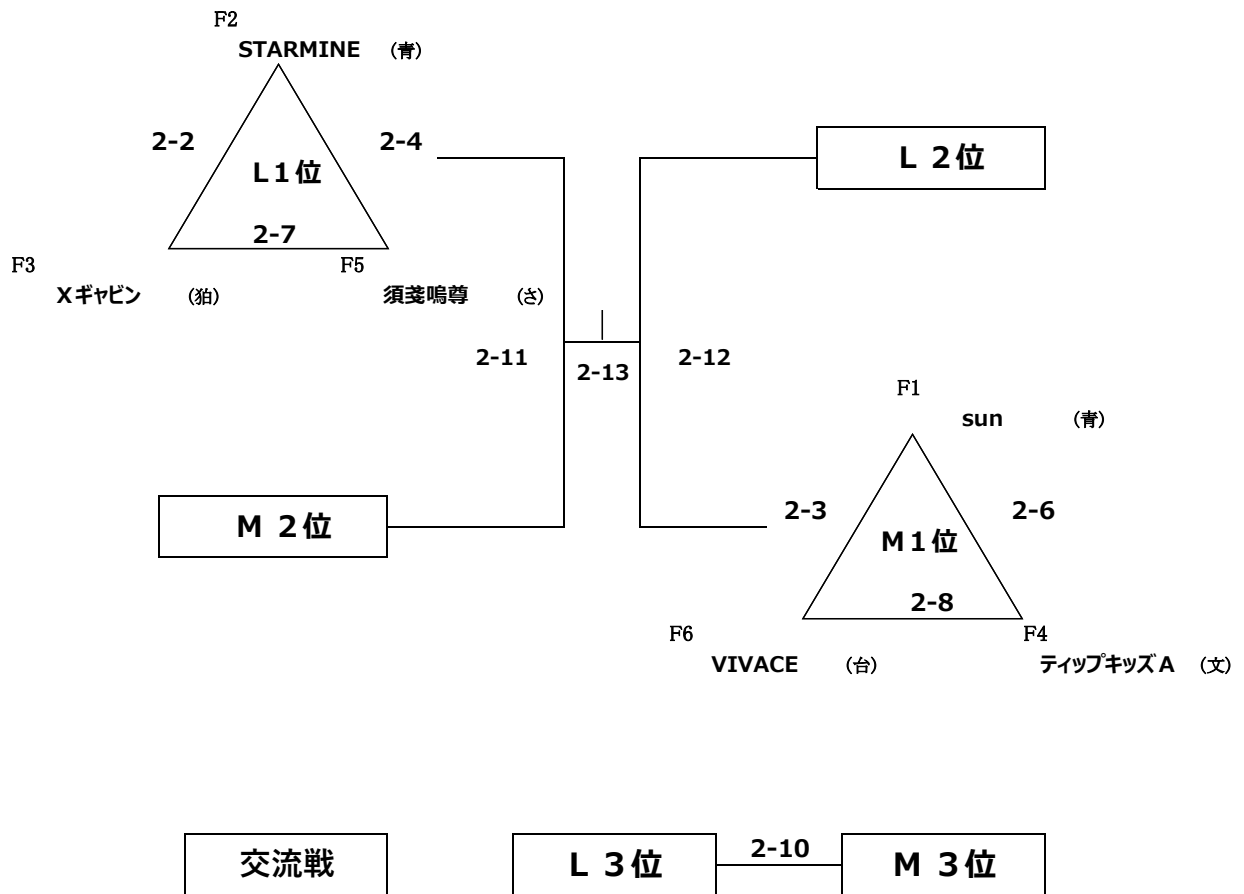 F2
STARMINE (青)
2-2
2-4
L1位
2-7
F3
F5
Xギャビン (狛)
須戔嗚尊 (さ)
L 2位
2-11
2-13
2-12
F1
sun (青)
M 2位
2-3
2-6
M1位
2-8
F6
F4
VIVACE (台)
ティップキッズA (文)
交流戦
L 3位
2-10
M 3位